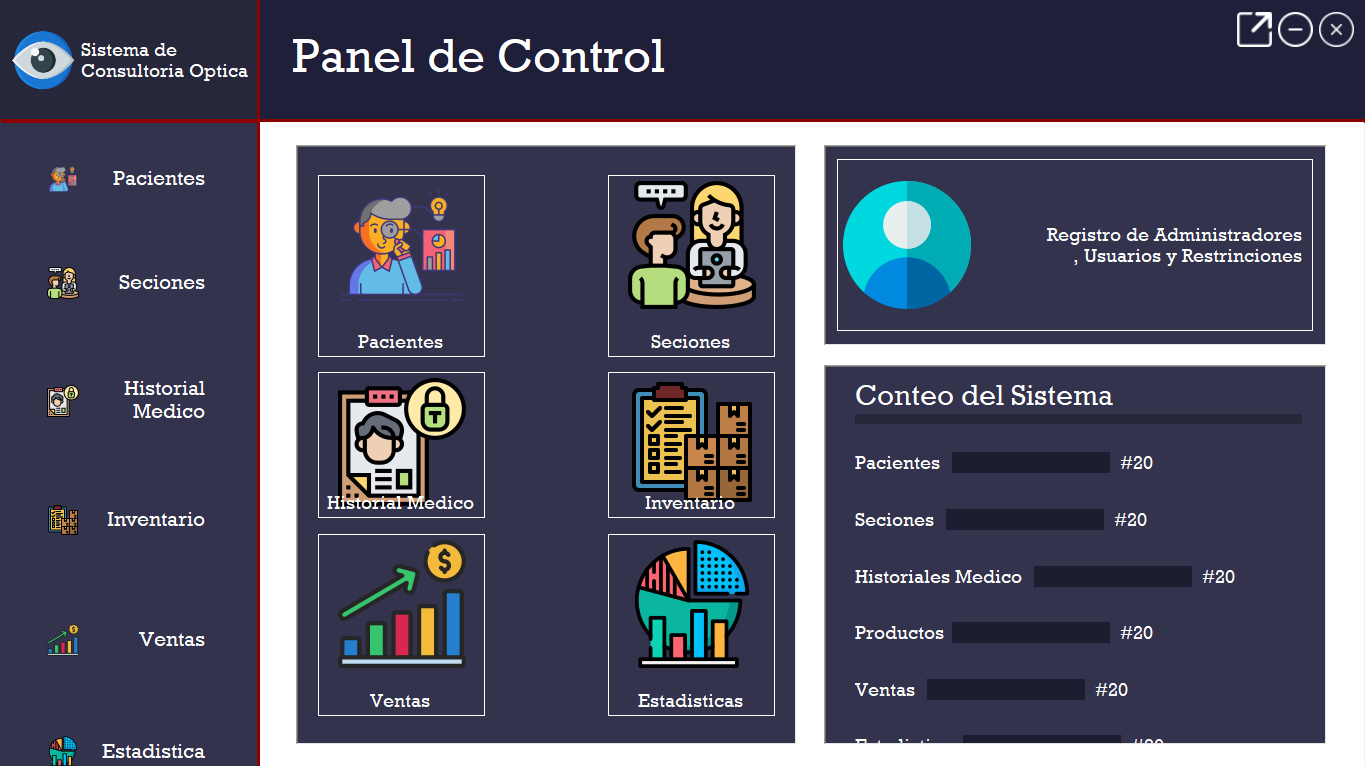 Sistema de
Consultoria Optica
Panel de Control
Pacientes
Seciones
Historial
Medico
Inventario
Ventas
Estadistica
Pacientes
Seciones
Historial Medico
Inventario
Ventas
Estadisticas
Registro de Administradores
, Usuarios y Restrinciones
Conteo del Sistema
Pacientes #20
Seciones #20
Historiales Medico #20
Productos #20
Ventas #20
#20